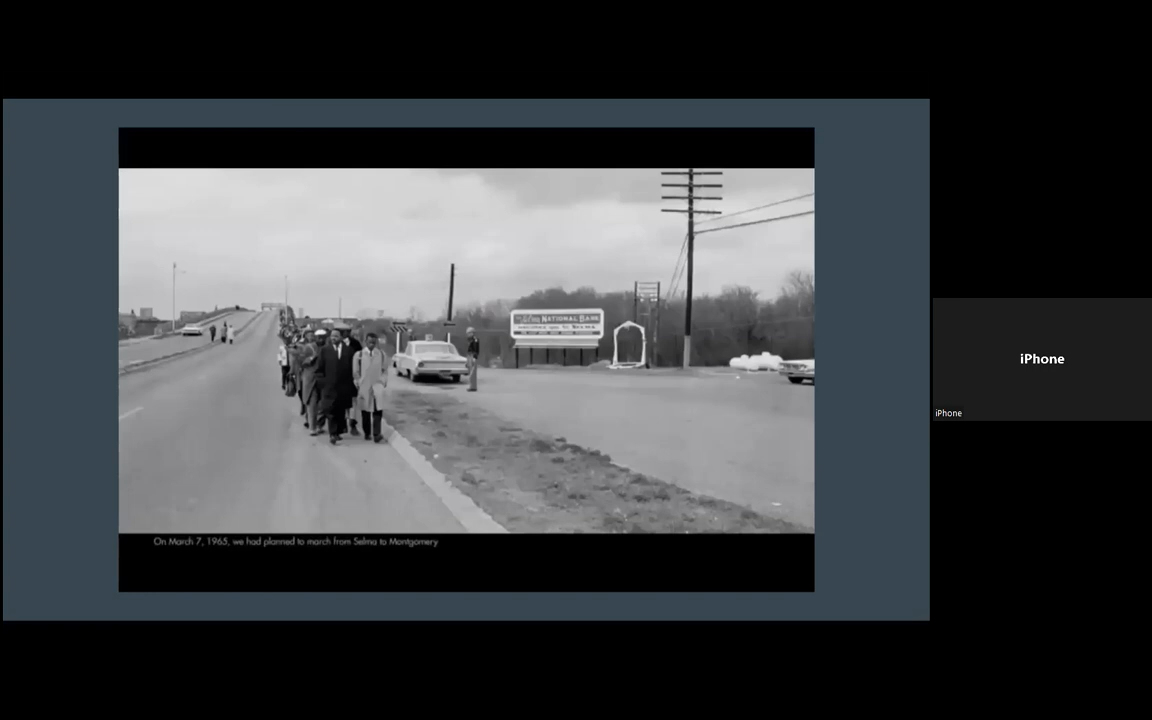 NATIONAL BANK
On March 7, 1965, we had planned to march from Selma to Montgomery
iPhone
iPhone